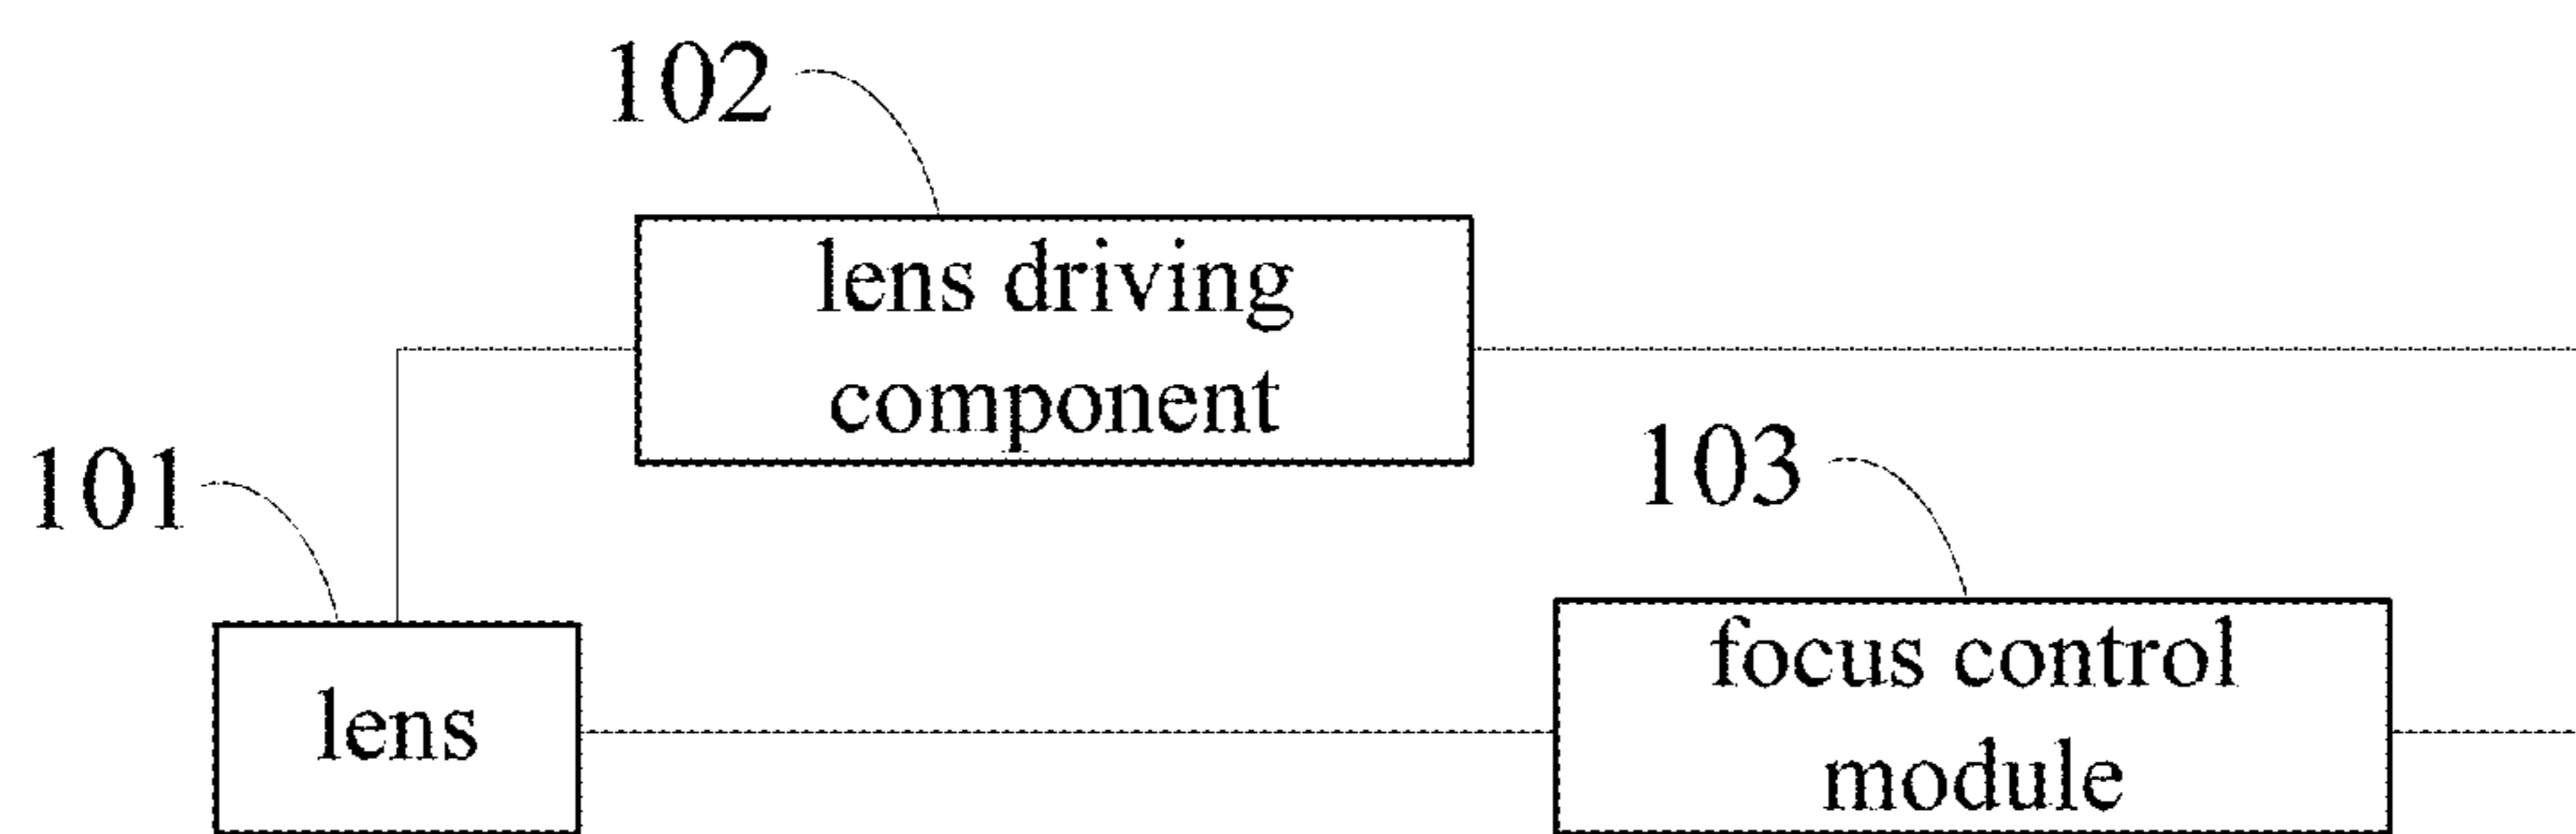 102
lens driving
component
101
103
focus control
module
lens